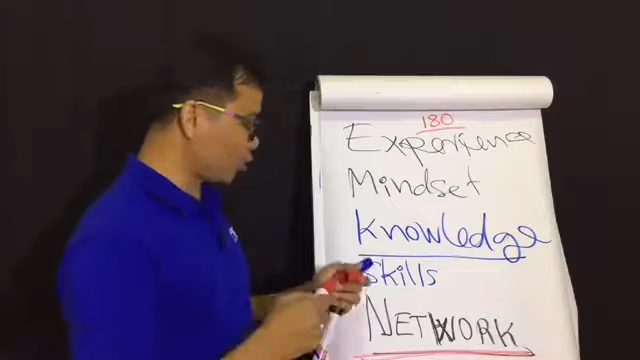 180
Experience
Mindset
Knowledge
Skills
NETWORK